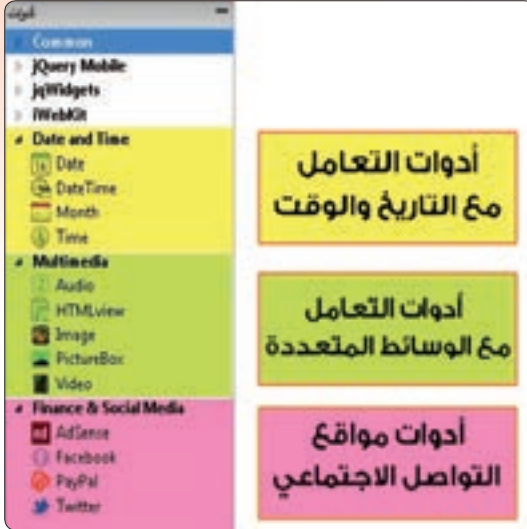 Common
jQuery Mobile
jqWidgets
iWebKit
Date and Time
Date
DateTime
Month
Time
Multimedia
Audio
HTMLview
Image
PictureBox
Video
Finance & Social Media
AdSense
Facebook
PayPal
Twitter
أدوات التعامل
مع التاريخ والوقت
أدوات التعامل
مع الوسائط المتعددة
أدوات مواقع
التواصل الاجتماعي